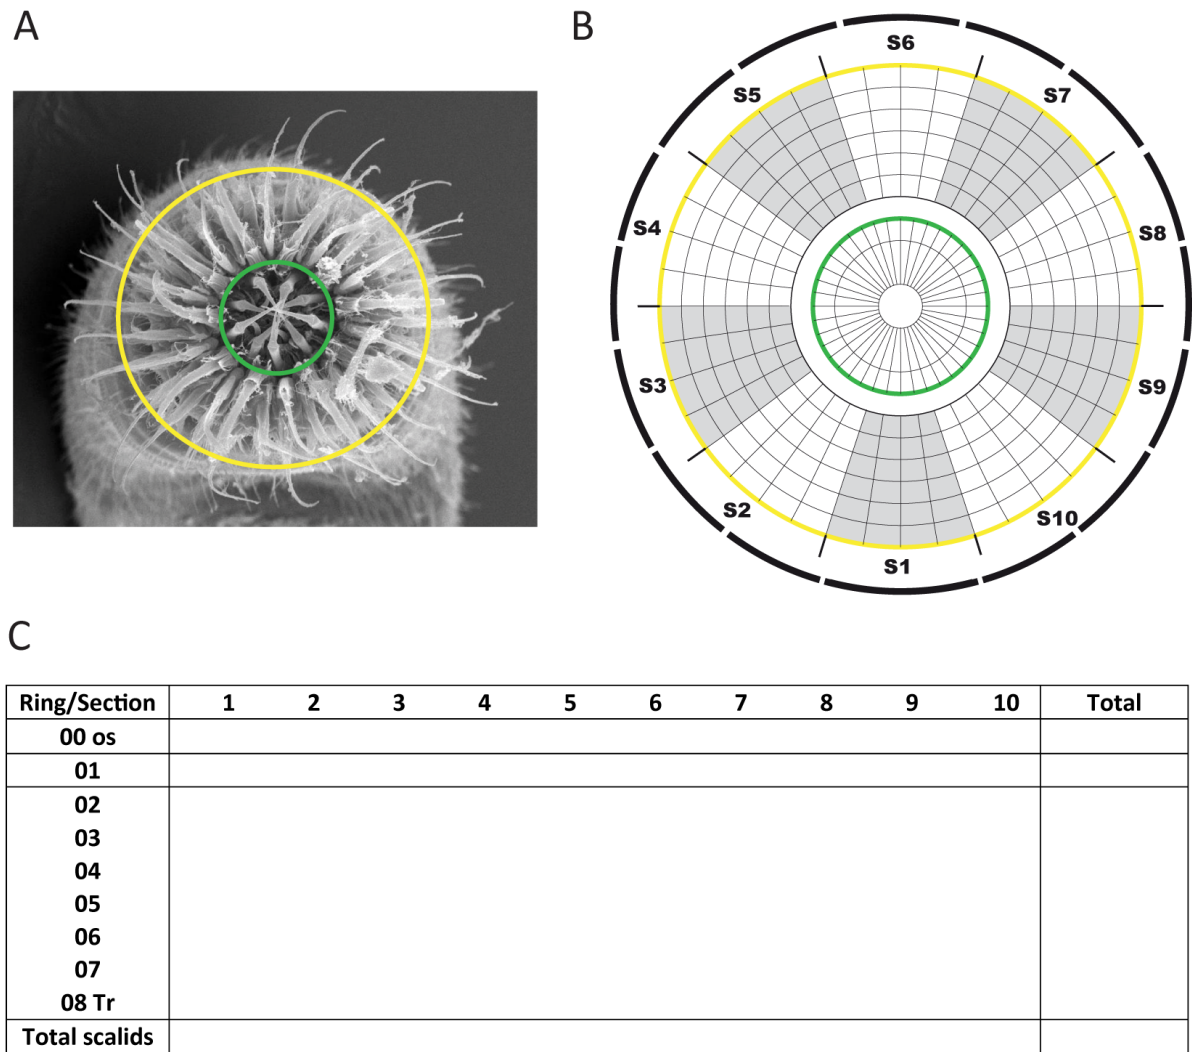 A
B
S6
S5
S7
S4
S8
S3
S9
S2
S10
S1
C
Ring/Section 1 2 3 4 5 6 7 8 9 10 Total
00 os
01
02
03
04
05
06
07
08 Tr
Total scalids